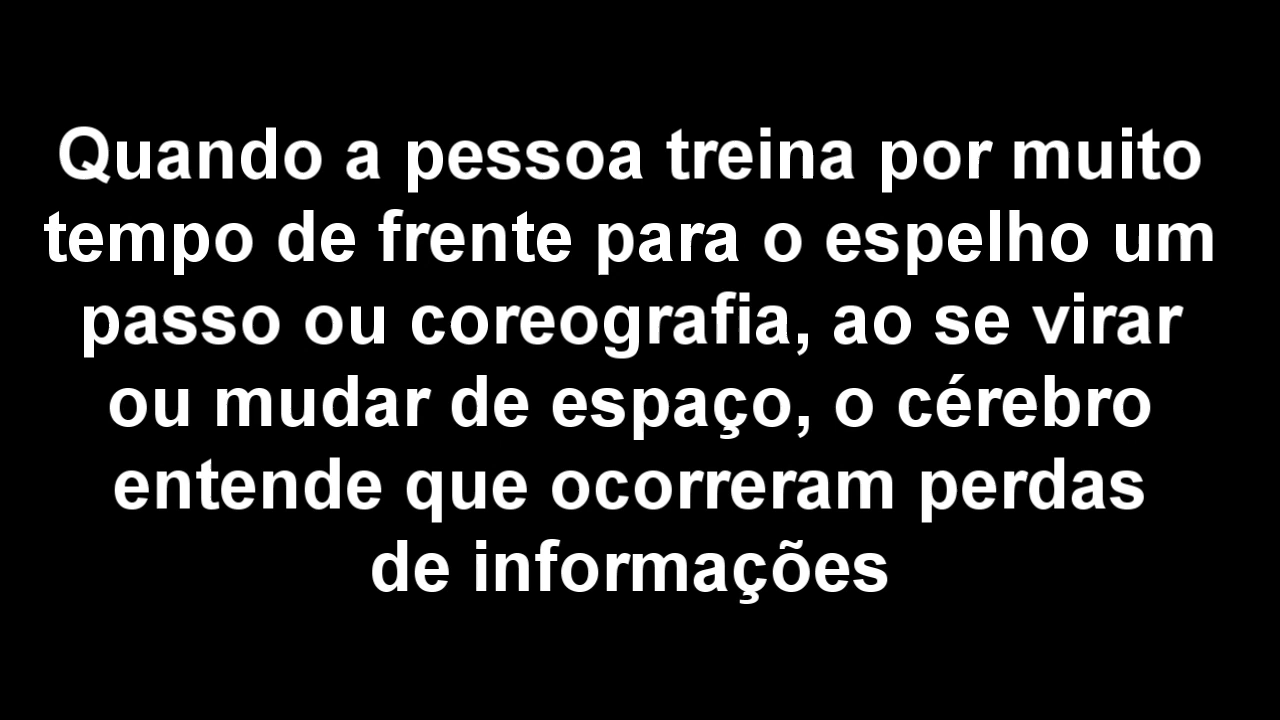 Quando a pessoa treina por muito
tempo de frente para o espelho um
passo ou coreografia, ao se virar
ou mudar de espaço, o cérebro
entende que ocorreram perdas
de informações